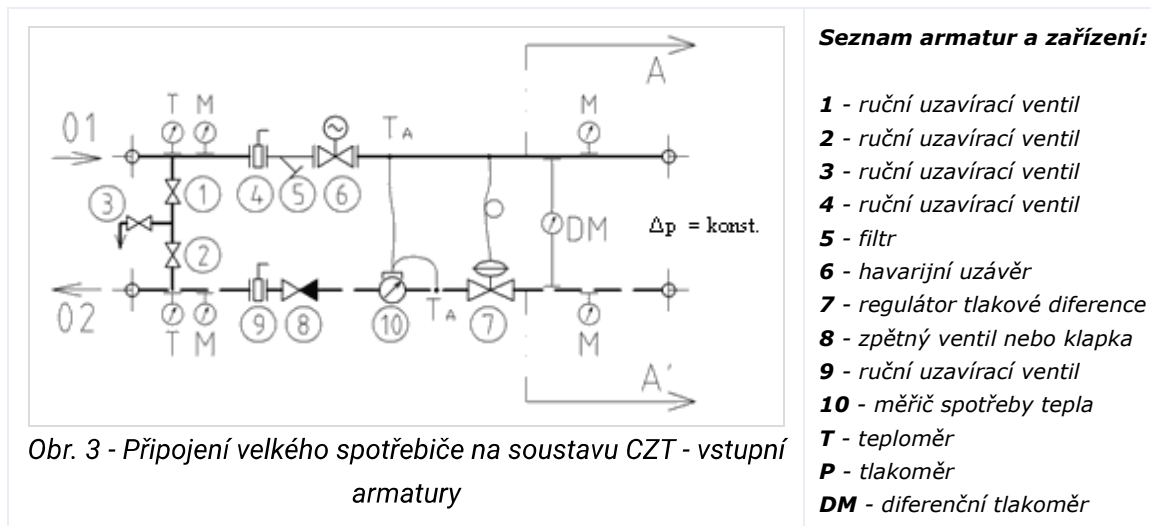 A
T M
T A
M
01
3
1
4
5
6
DM
Δp = konst.
2
02
T M
9
8
10
T A
7
M
A'
Obr. 3 - Připojení velkého spotřebiče na soustavu CZT - vstupní
armatury
Seznam armatur a zařízení:
1 - ruční uzavírací ventil
2 - ruční uzavírací ventil
3 - ruční uzavírací ventil
4 - ruční uzavírací ventil
5 - filtr
6 - havarijní uzávěr
7 - regulátor tlakové diference
8 - zpětný ventil nebo klapka
9 - ruční uzavírací ventil
10 - měřič spotřeby tepla
T - teploměr
P - tlakoměr
DM - diferenční tlakoměr